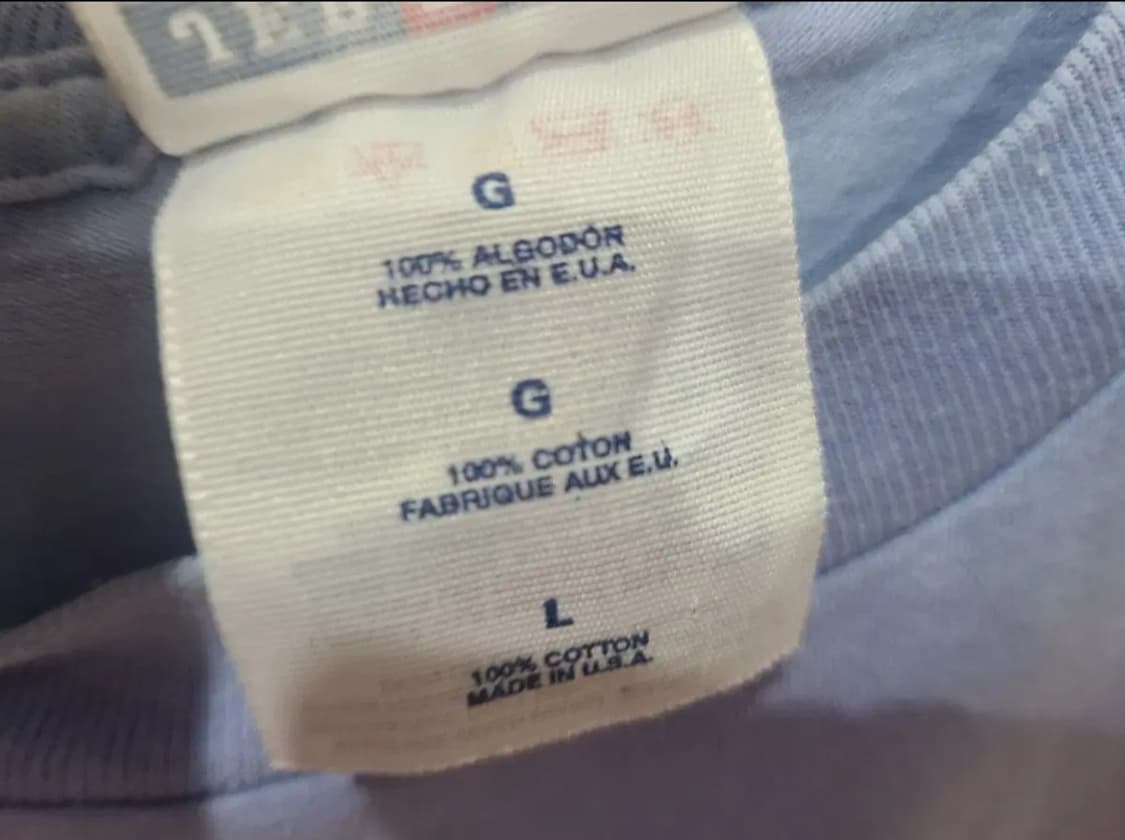 G
100% ALGODÓN
HECHO EN E.U.A.
G
100% COTON
FABRIQUE AUX E.U.
L
100% COTTON
MADE IN U.S.A.